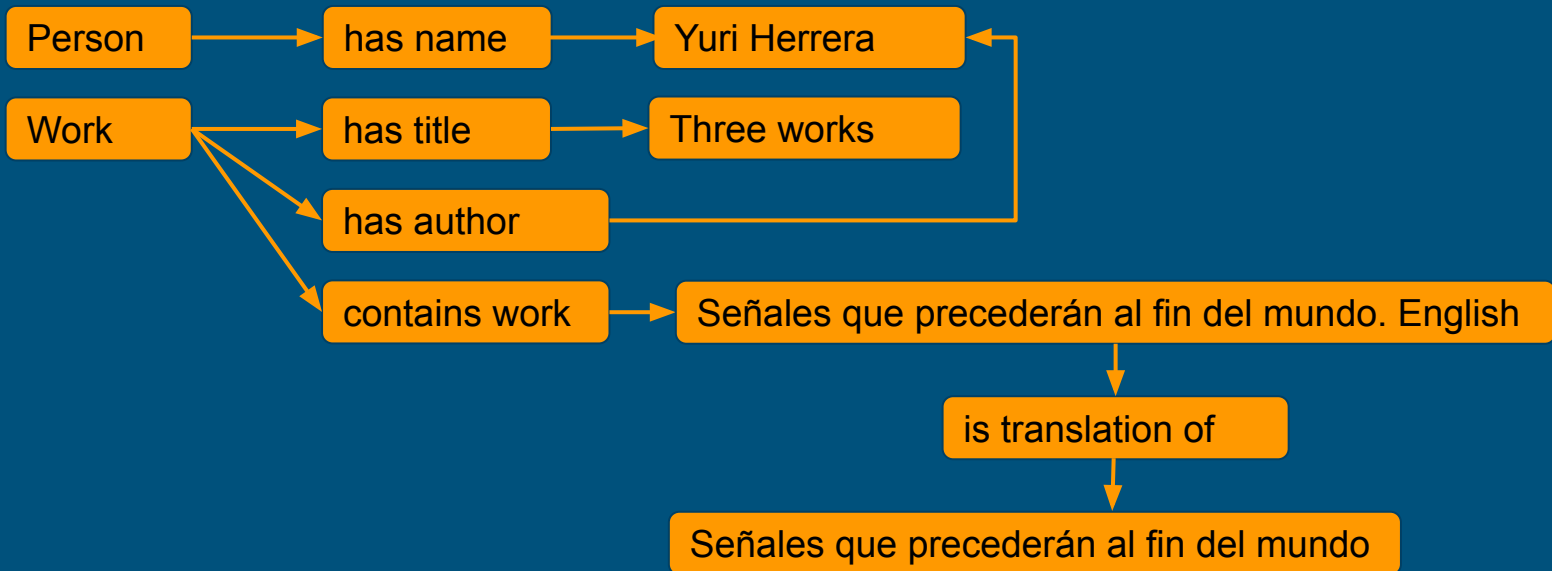 Person
has name
Yuri Herrera
Work
has title
Three works
has author
contains work
Señales que precederán al fin del mundo. English
is translation of
Señales que precederán al fin del mundo